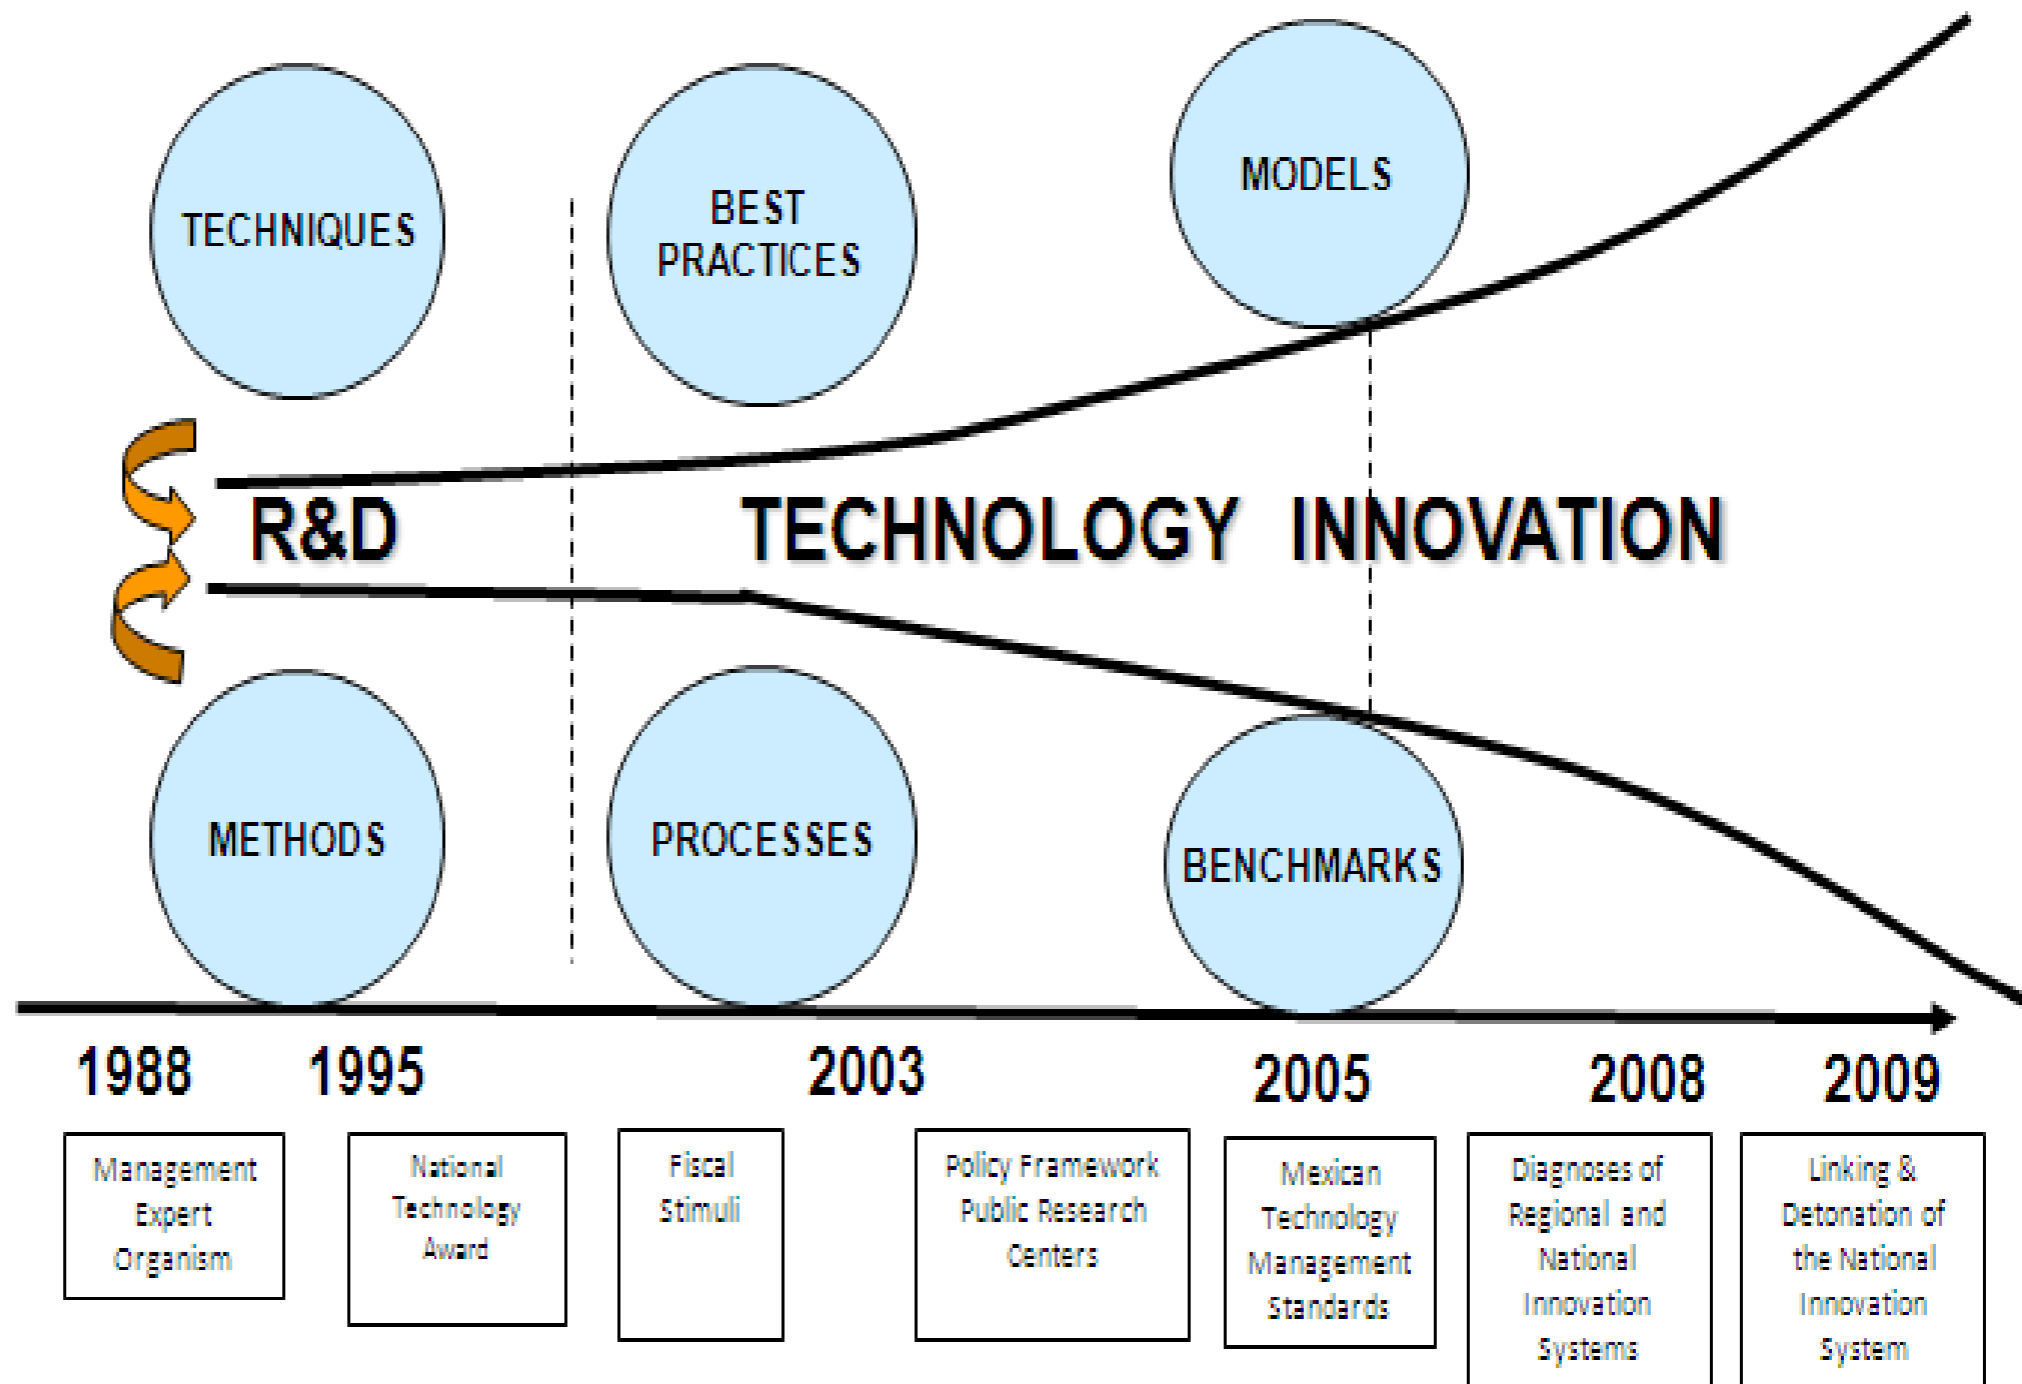 TECHNIQUES
BEST
PRACTICES
MODELS
R&D
TECHNOLOGY INNOVATION
METHODS
PROCESSES
BENCHMARKS
1988
1995
2003
2005
2008
2009
Management
Expert
Organism
National
Technology
Award
Fiscal
Stimuli
Policy Framework
Public Research
Centers
Mexican
Technology
Management
Standards
Diagnoses of
Regional and
National
Innovation
Systems
Linking &
Detonation of
the National
Innovation
System